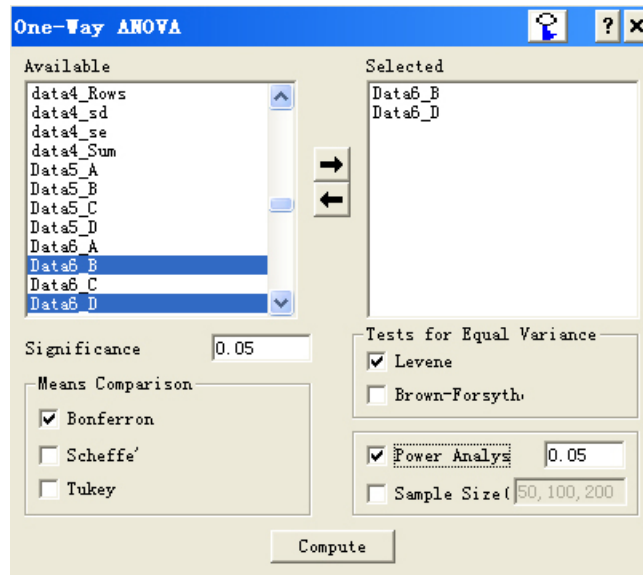 One-Way ANOVA
?
Available
data4_Rows
data4_sd
data4_se
data4_Sum
Data5_A
Data5_B
Data5_C
Data5_D
Data6_A
Data6_B
Data6_C
Data6_D
Selected
Data6_B
Data6_D
Significance 0.05
Means Comparison
Bonferron
Scheffe'
Tukey
Tests for Equal Variance
Levene
Brown-Forsyth
Power Analys 0.05
Sample Size( 50,100,200
Compute